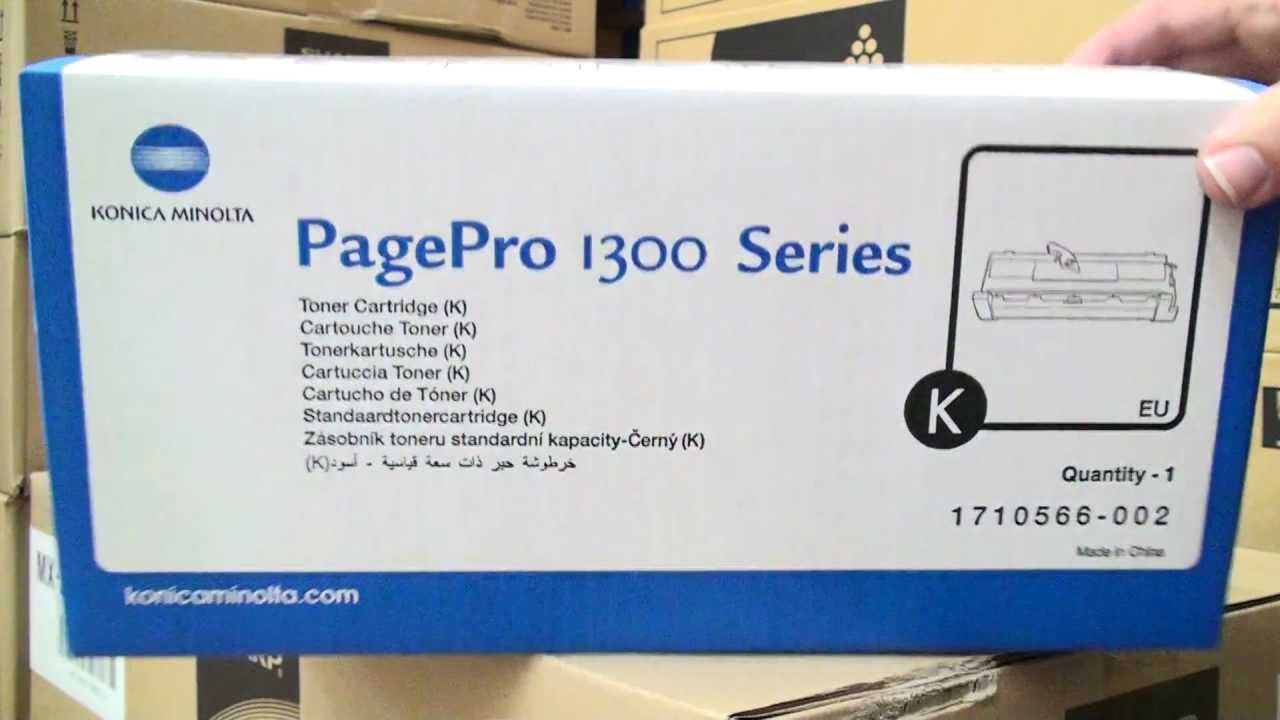 KONICA MINOLTA
PagePro 1300 Series
Toner Cartridge (K)
Cartouche Toner (K)
Tonerkartusche (K)
Cartuccia Toner (K)
Cartucho de Tóner (K)
Standaardtonercartridge (K)
Zásobník toneru standardní kapacity-Černý (K)
خرطوشة حبر ذات سعة قياسية - أسود(K)
K
EU
Quantity - 1
1710566-002
Made in China
konicaminolta.com
MX-